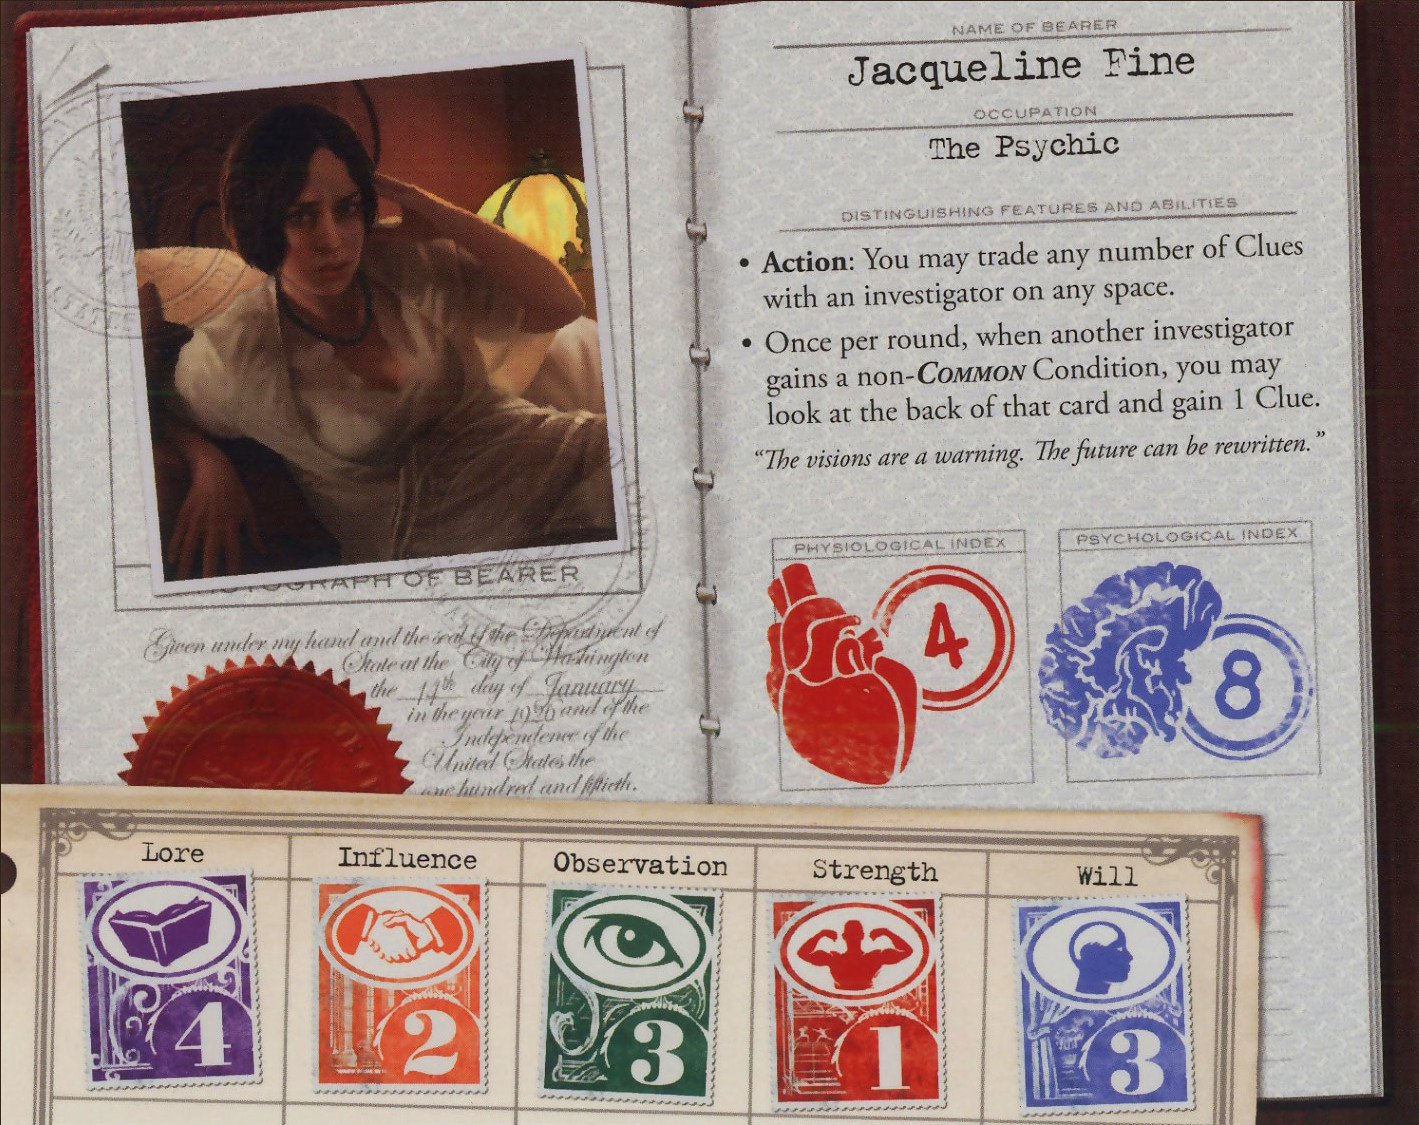 OTOGRAPH OF BEARER
Given under my hand and the seal of the Department of
State at the City of Washington
the 14th day of January
in the year 1926 and of the
Independence of the
United States the
one hundred and fiftieth.
NAME OF BEARER
Jacqueline Fine
OCCUPATION
The Psychic
DISTINGUISHING FEATURES AND ABILITIES
• Action: You may trade any number of Clues
with an investigator on any space.
• Once per round, when another investigator
gains a non-COMMON Condition, you may
look at the back of that card and gain 1 Clue.
“The visions are a warning. The future can be rewritten.”
PHYSIOLOGICAL INDEX
4
PSYCHOLOGICAL INDEX
8
Lore
4
Influence
2
Observation
3
Strength
1
Will
3